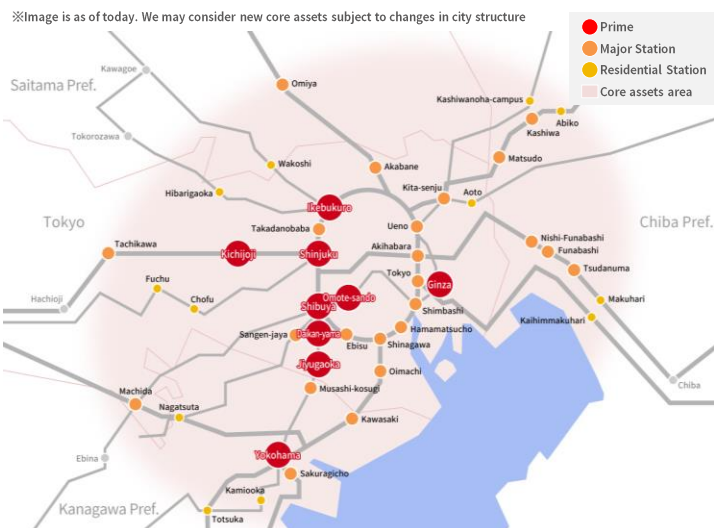 ※Image is as of today. We may consider new core assets subject to changes in city structure
Prime
Major Station
Residential Station
Core assets area
Kawagoe
Saitama Pref.
Omiya
Kashiwanoha-campus
Abiko
Kashiwa
Tokorozawa
Wakoshi
Akabane
Matsudo
Hibarigaoka
Kita-senju
Aoto
Ikebukuro
Tokyo
Takadanobaba
Ueno
Chiba Pref.
Tachikawa
Kichijoji
Shinjuku
Akihabara
Nishi-Funabashi
Funabashi
Tokyo
Tsudanuma
Fuchu
Ginza
Hachioji
Chofu
Shibuya
Omote-sando
Makuhari
Shimbashi
Kaihimmakuhari
Sangen-jaya
Daikan-yama
Hamamatsucho
Ebisu
Shinagawa
Jiyugaoka
Oimachi
Chiba
Machida
Musashi-kosugi
Nagatsuta
Kawasaki
Ebina
Yokohama
Sakuragicho
Kamiooka
Kanagawa Pref.
Totsuka